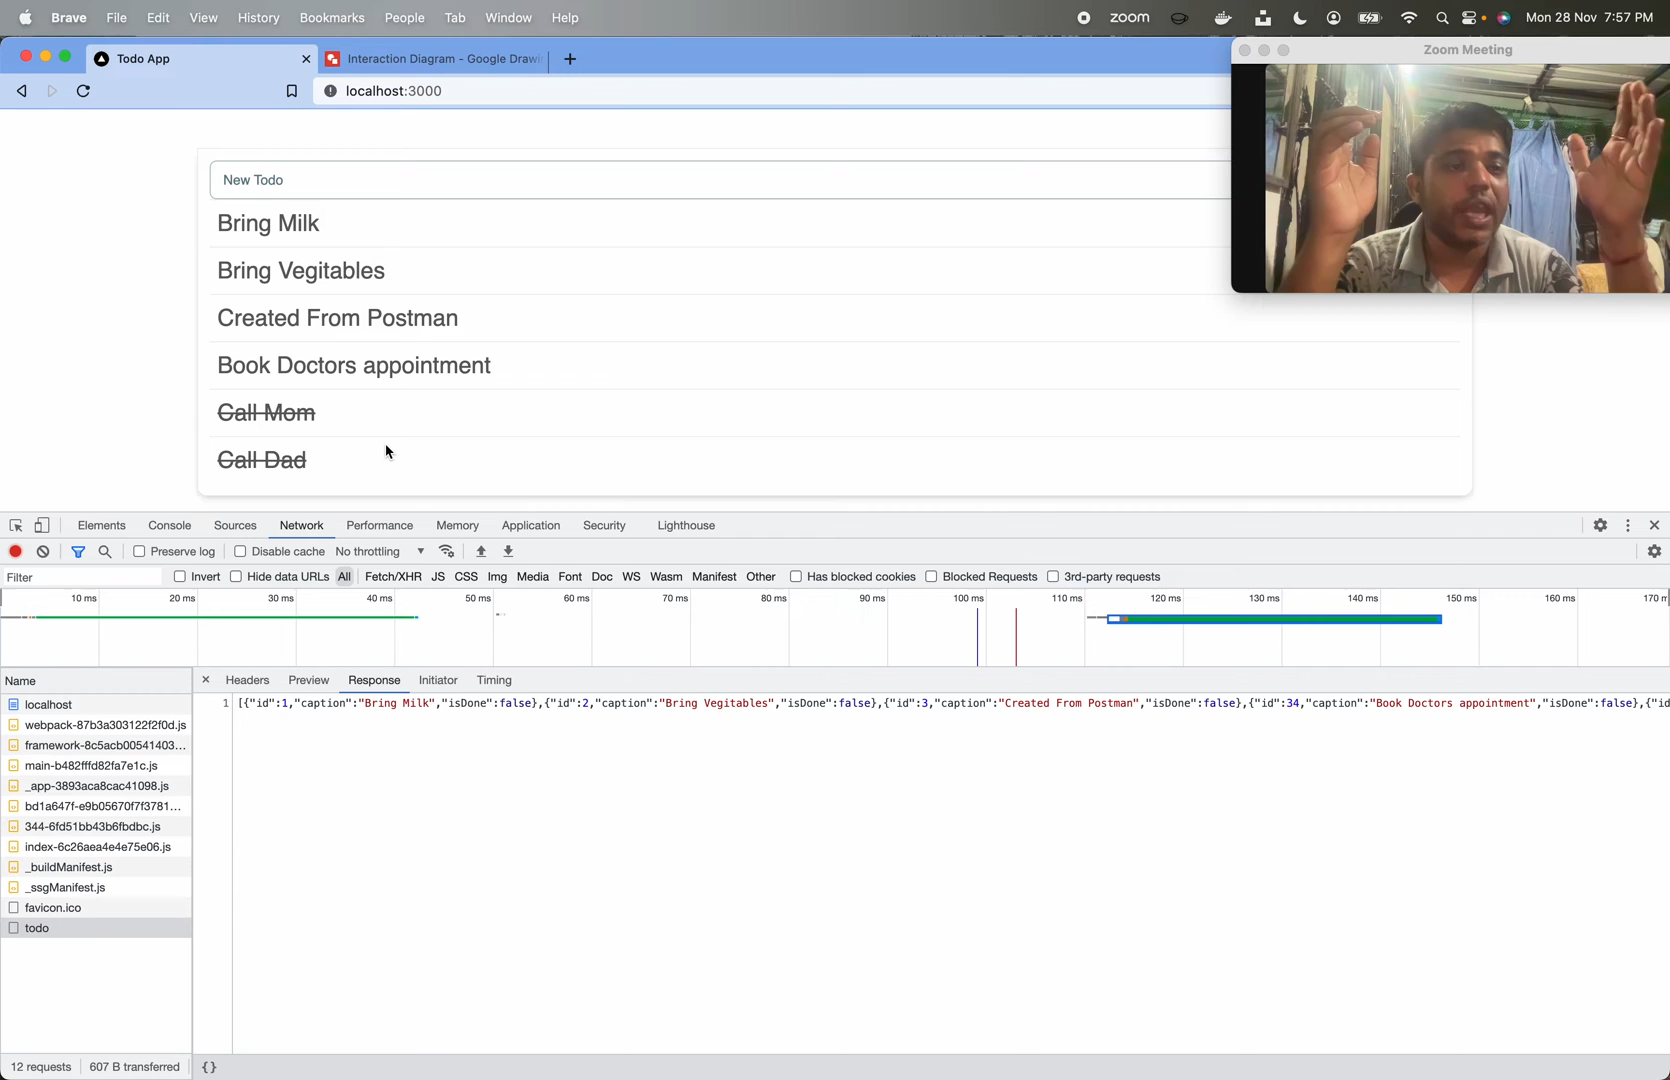 Brave File Edit View History Bookmarks People Tab Window Help zoom Mon 28 Nov 7:57 PM
Todo App Interaction Diagram - Google Drawi
Zoom Meeting
localhost:3000
New Todo
Bring Milk
Bring Vegitables
Created From Postman
Book Doctors appointment
Call Mom
Call Dad
Elements Console Sources Network Performance Memory Application Security Lighthouse
Preserve log Disable cache No throttling
Filter Invert Hide data URLs All Fetch/XHR JS CSS Img Media Font Doc WS Wasm Manifest Other Has blocked cookies Blocked Requests 3rd-party requests
10 ms 20 ms 30 ms 40 ms 50 ms 60 ms 70 ms 80 ms 90 ms 100 ms 110 ms 120 ms 130 ms 140 ms 150 ms 160 ms 170 m
Name Headers Preview Response Initiator Timing
1 [{"id":1,"caption":"Bring Milk","isDone":false},{"id":2,"caption":"Bring Vegitables","isDone":false},{"id":3,"caption":"Created From Postman","isDone":false},{"id":34,"caption":"Book Doctors appointment","isDone":false},{"id
localhost
webpack-87b3a303122f2f0d.js
framework-8c5acb00541403...
main-b482fffd82fa7e1c.js
_app-3893aca8cac41098.js
bd1a647f-e9b05670f7f3781...
344-6fd51bb43b6fbdbc.js
index-6c26aea4e4e75e06.js
_buildManifest.js
_ssgManifest.js
favicon.ico
todo
12 requests 607 B transferred {}